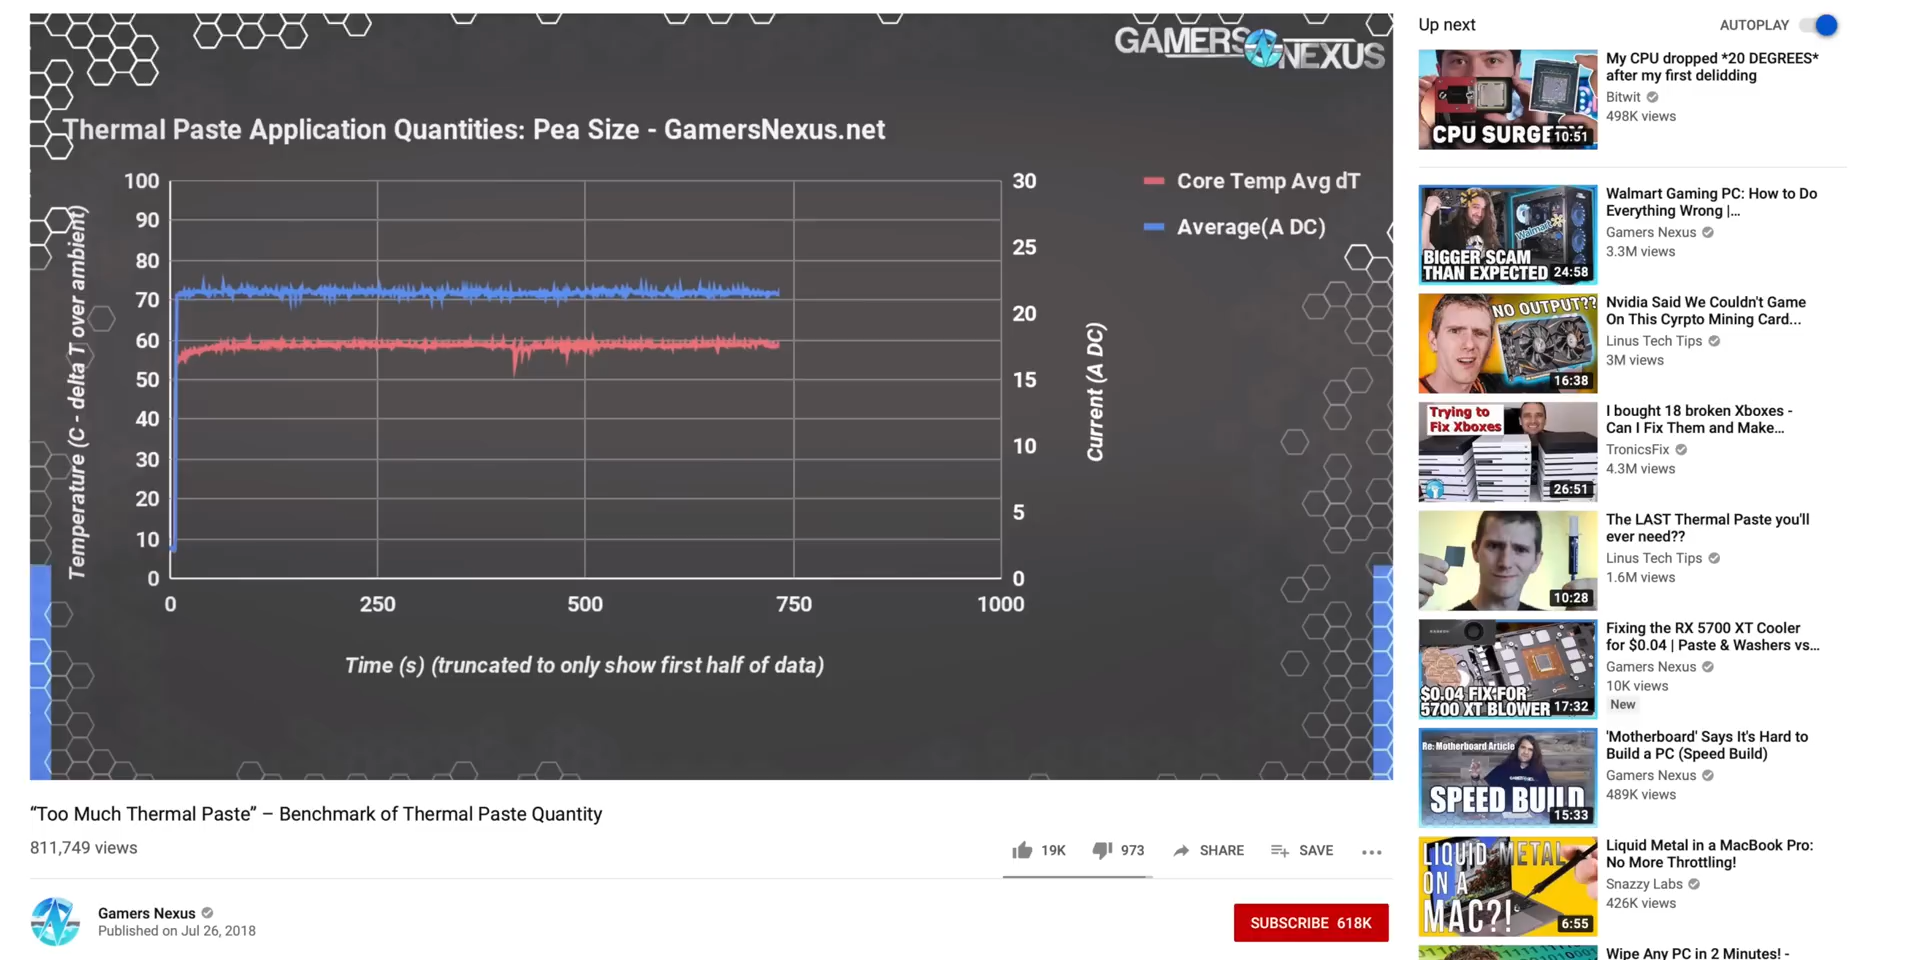 GAMERS NEXUS
Thermal Paste Application Quantities: Pea Size - GamersNexus.net
Core Temp Avg dT
Average(A DC)
Temperature (C - delta T over ambient)
100
90
80
70
60
50
40
30
20
10
0
30
25
20
15
10
5
0
Current (A DC)
0 250 500 750 1000
Time (s) (truncated to only show first half of data)
“Too Much Thermal Paste” – Benchmark of Thermal Paste Quantity
811,749 views
19K 973 SHARE SAVE
Gamers Nexus
Published on Jul 26, 2018
SUBSCRIBE 618K
Up next
AUTOPLAY
CPU SURGERY
10:51
My CPU dropped *20 DEGREES*
after my first delidding
Bitwit
498K views
Walmart
BIGGER SCAM
THAN EXPECTED
24:58
Walmart Gaming PC: How to Do
Everything Wrong |...
Gamers Nexus
3.3M views
NO OUTPUT??
16:38
Nvidia Said We Couldn't Game
On This Cyrpto Mining Card...
Linus Tech Tips
3M views
Trying to
Fix Xboxes
26:51
I bought 18 broken Xboxes -
Can I Fix Them and Make...
TronicsFix
4.3M views
10:28
The LAST Thermal Paste you'll
ever need??
Linus Tech Tips
1.6M views
$0.04 FIX FOR
5700 XT BLOWER
17:32
Fixing the RX 5700 XT Cooler
for $0.04 | Paste & Washers vs...
Gamers Nexus
10K views
New
Re: Motherboard Article
SPEED BUILD
15:33
'Motherboard' Says It's Hard to
Build a PC (Speed Build)
Gamers Nexus
489K views
LIQUID METAL
ON A
MAC?!
6:55
Liquid Metal in a MacBook Pro:
No More Throttling!
Snazzy Labs
426K views
Wipe Any PC in 2 Minutes! -